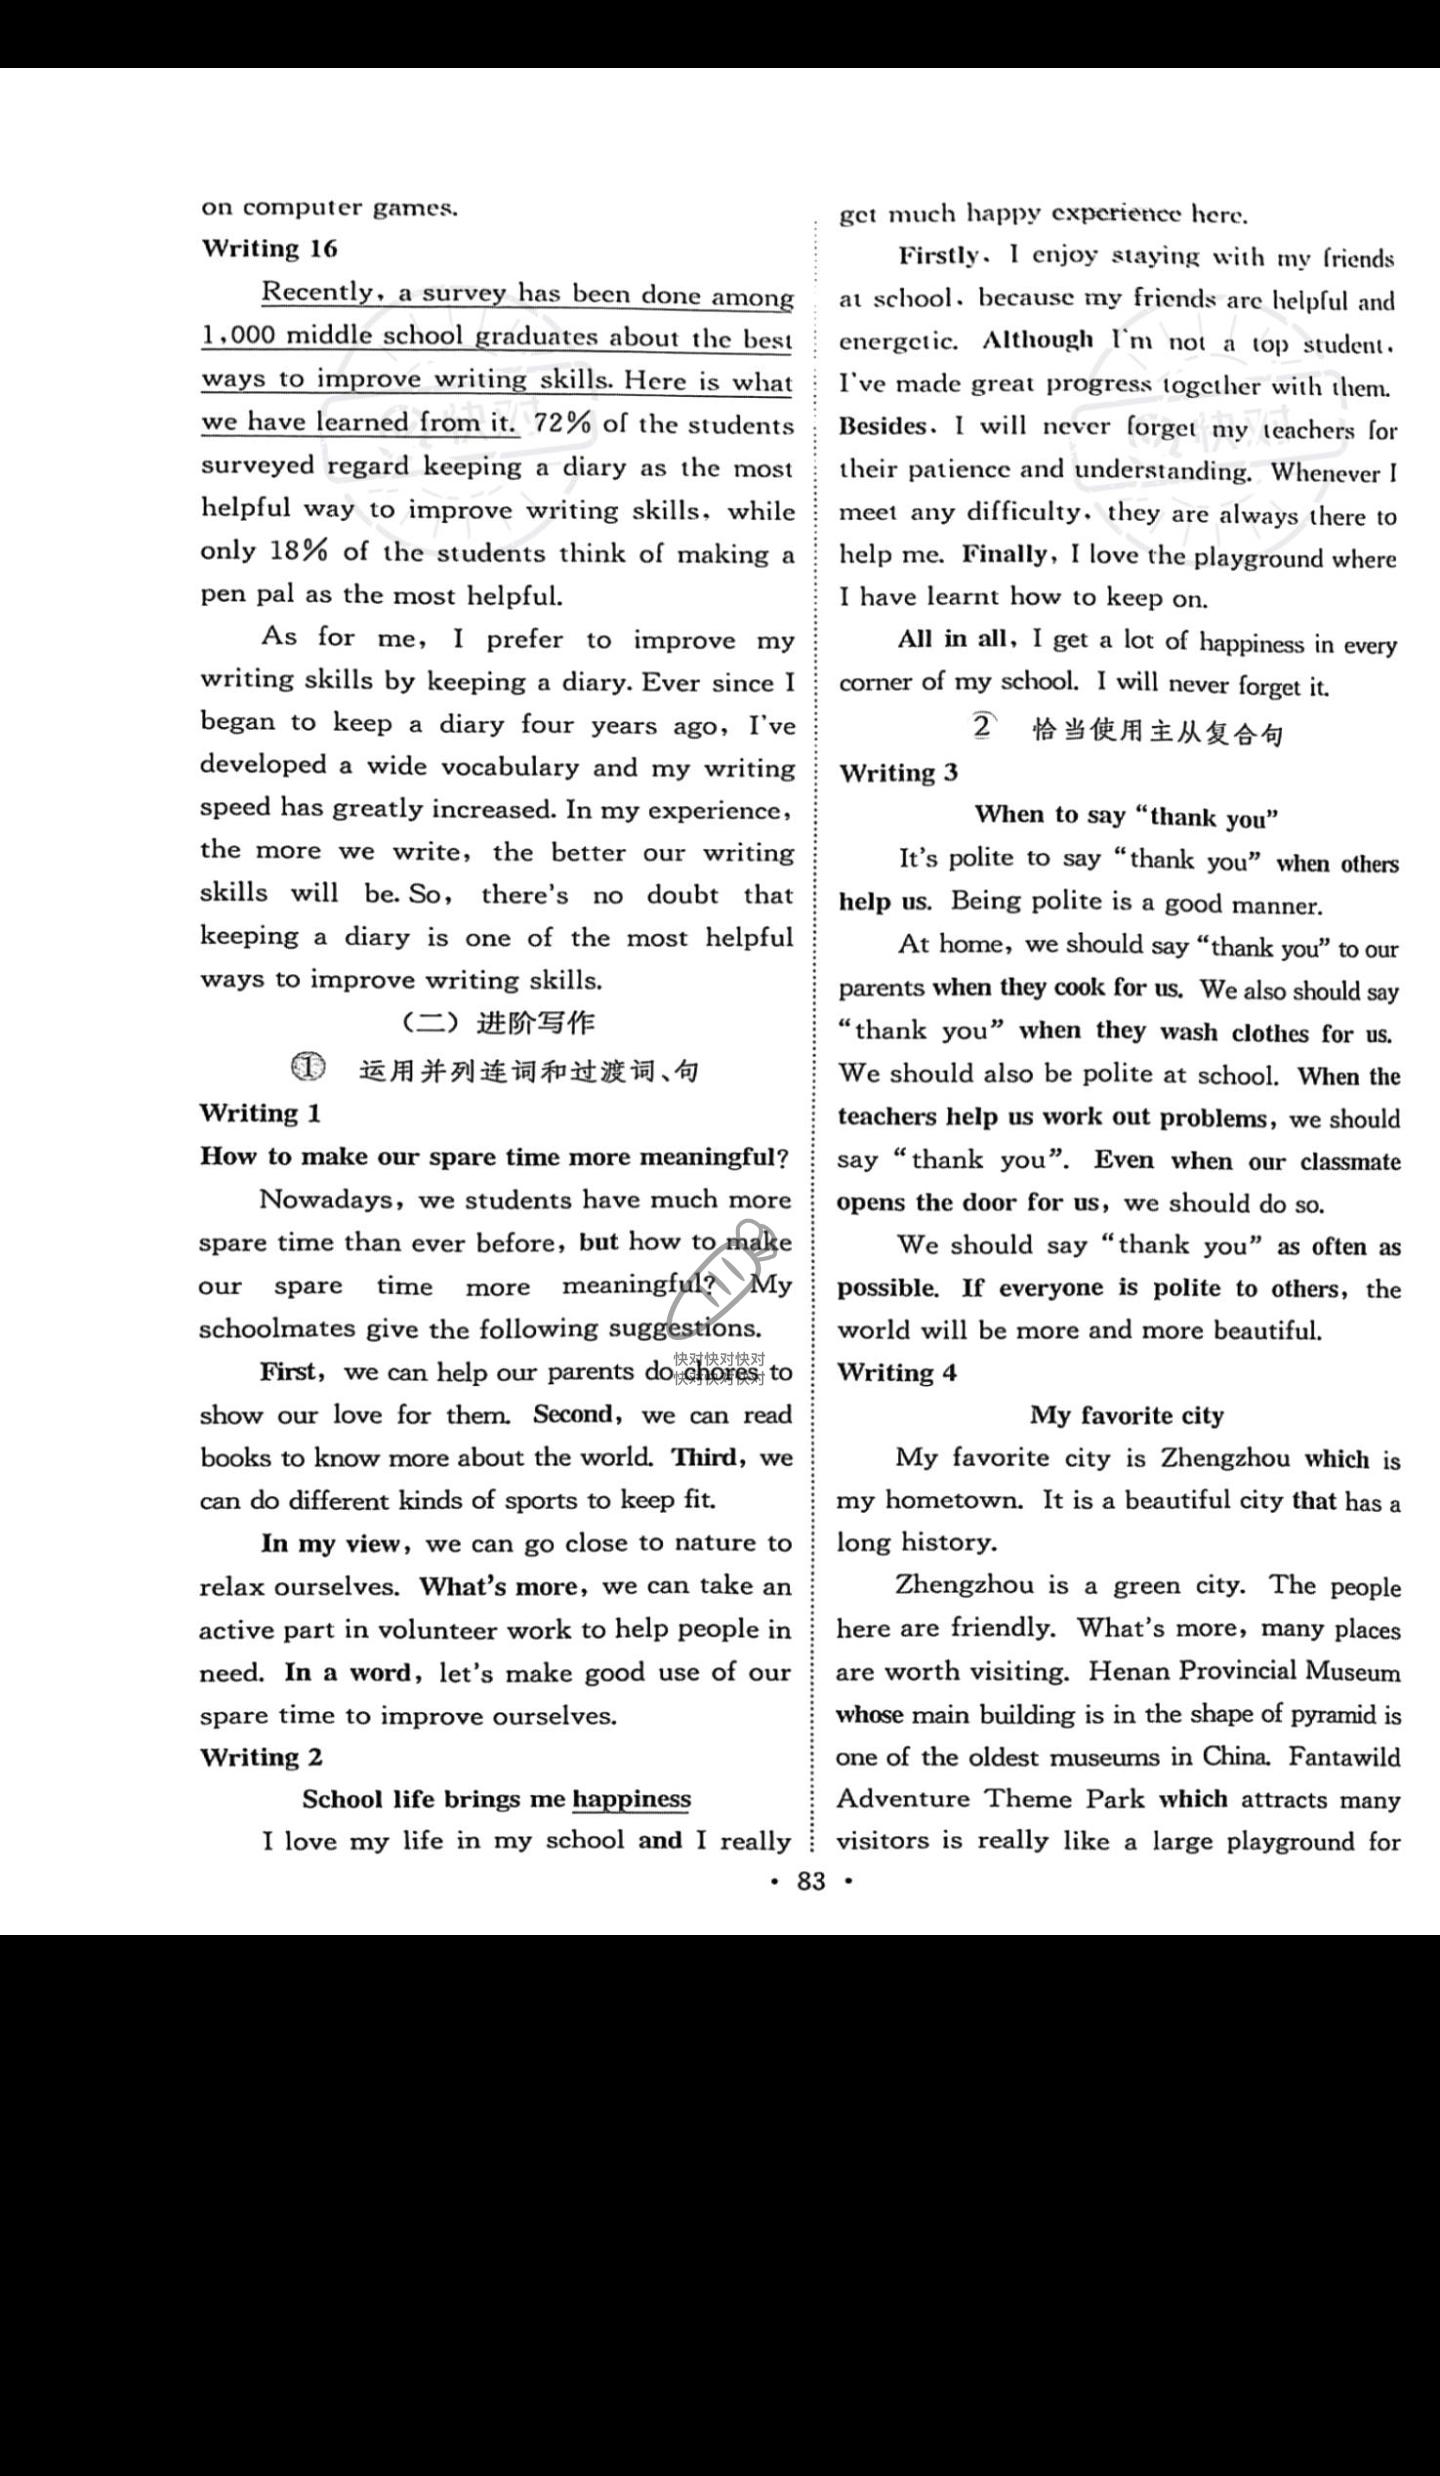 on computer games.
Writing 16
Recently, a survey has been done among
1,000 middle school graduates about the best
ways to improve writing skills. Here is what
we have learned from it. 72% of the students
surveyed regard keeping a diary as the most
helpful way to improve writing skills, while
only 18% of the students think of making a
pen pal as the most helpful.
As for me, I prefer to improve my
writing skills by keeping a diary. Ever since I
began to keep a diary four years ago, I've
developed a wide vocabulary and my writing
speed has greatly increased. In my experience,
the more we write, the better our writing
skills will be. So, there's no doubt that
keeping a diary is one of the most helpful
ways to improve writing skills.
（二）进阶写作
① 运用并列连词和过渡词、句
Writing 1
How to make our spare time more meaningful?
Nowadays, we students have much more
spare time than ever before, but how to make
our spare time more meaningful? My
schoolmates give the following suggestions.
First, we can help our parents do chores to
show our love for them. Second, we can read
books to know more about the world. Third, we
can do different kinds of sports to keep fit.
In my view, we can go close to nature to
relax ourselves. What's more, we can take an
active part in volunteer work to help people in
need. In a word, let's make good use of our
spare time to improve ourselves.
Writing 2
School life brings me happiness
I love my life in my school and I really
get much happy experience here.
Firstly, I enjoy staying with my friends
at school, because my friends are helpful and
energetic. Although I'm not a top student,
I've made great progress together with them.
Besides, I will never forget my teachers for
their patience and understanding. Whenever I
meet any difficulty, they are always there to
help me. Finally, I love the playground where
I have learnt how to keep on.
All in all, I get a lot of happiness in every
corner of my school. I will never forget it.
2 恰当使用主从复合句
Writing 3
When to say “thank you”
It's polite to say “thank you” when others
help us. Being polite is a good manner.
At home, we should say “thank you” to our
parents when they cook for us. We also should say
“thank you” when they wash clothes for us.
We should also be polite at school. When the
teachers help us work out problems, we should
say “thank you”. Even when our classmate
opens the door for us, we should do so.
We should say “thank you” as often as
possible. If everyone is polite to others, the
world will be more and more beautiful.
Writing 4
My favorite city
My favorite city is Zhengzhou which is
my hometown. It is a beautiful city that has a
long history.
Zhengzhou is a green city. The people
here are friendly. What's more, many places
are worth visiting. Henan Provincial Museum
whose main building is in the shape of pyramid is
one of the oldest museums in China. Fantawild
Adventure Theme Park which attracts many
visitors is really like a large playground for
• 83 •
快对快对快对
快对快对快对
快对
快对